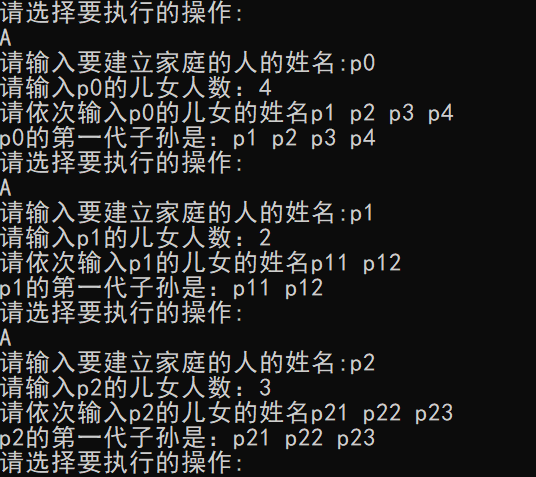 请选择要执行的操作:
A
请输入要建立家庭的人的姓名:p0
请输入p0的儿女人数：4
请依次输入p0的儿女的姓名p1 p2 p3 p4
p0的第一代子孙是：p1 p2 p3 p4
请选择要执行的操作:
A
请输入要建立家庭的人的姓名:p1
请输入p1的儿女人数：2
请依次输入p1的儿女的姓名p11 p12
p1的第一代子孙是：p11 p12
请选择要执行的操作:
A
请输入要建立家庭的人的姓名:p2
请输入p2的儿女人数：3
请依次输入p2的儿女的姓名p21 p22 p23
p2的第一代子孙是：p21 p22 p23
请选择要执行的操作: